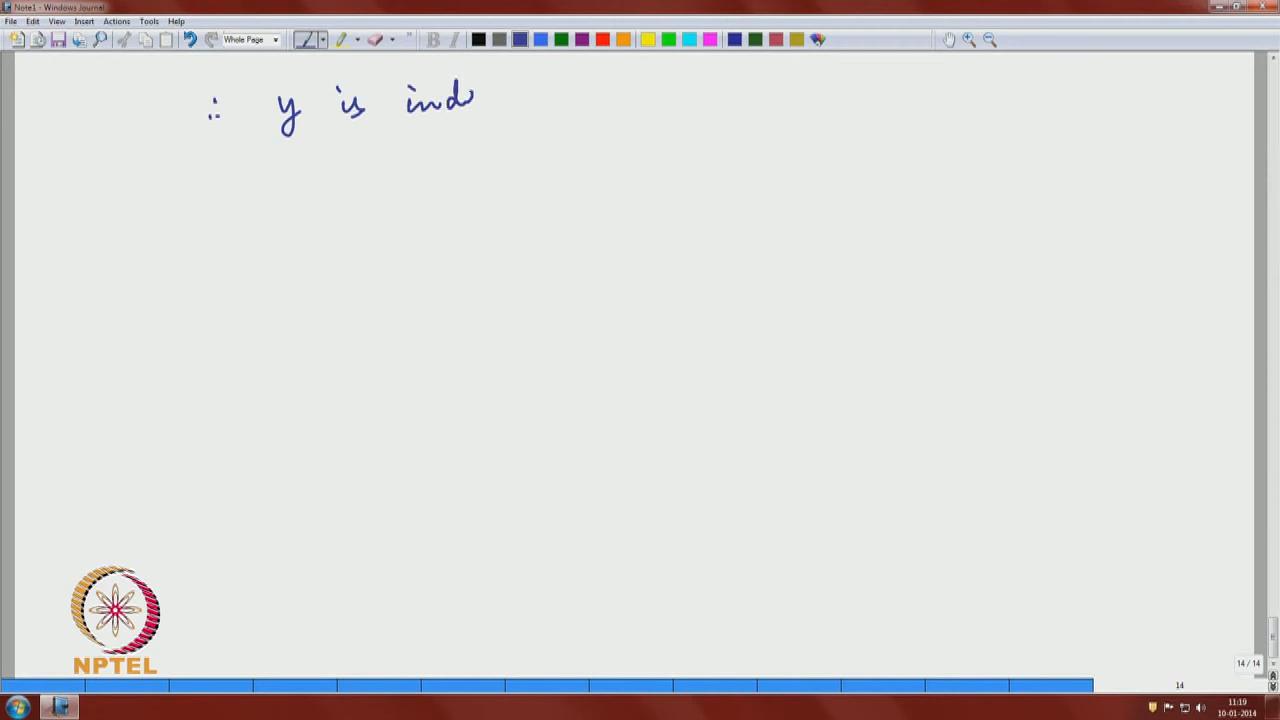 Note1 - Windows Journal
File Edit View Insert Actions Tools Help
Whole Page
B I
∴ y is inde
NPTEL
14 / 14
14
11:19
10-01-2014